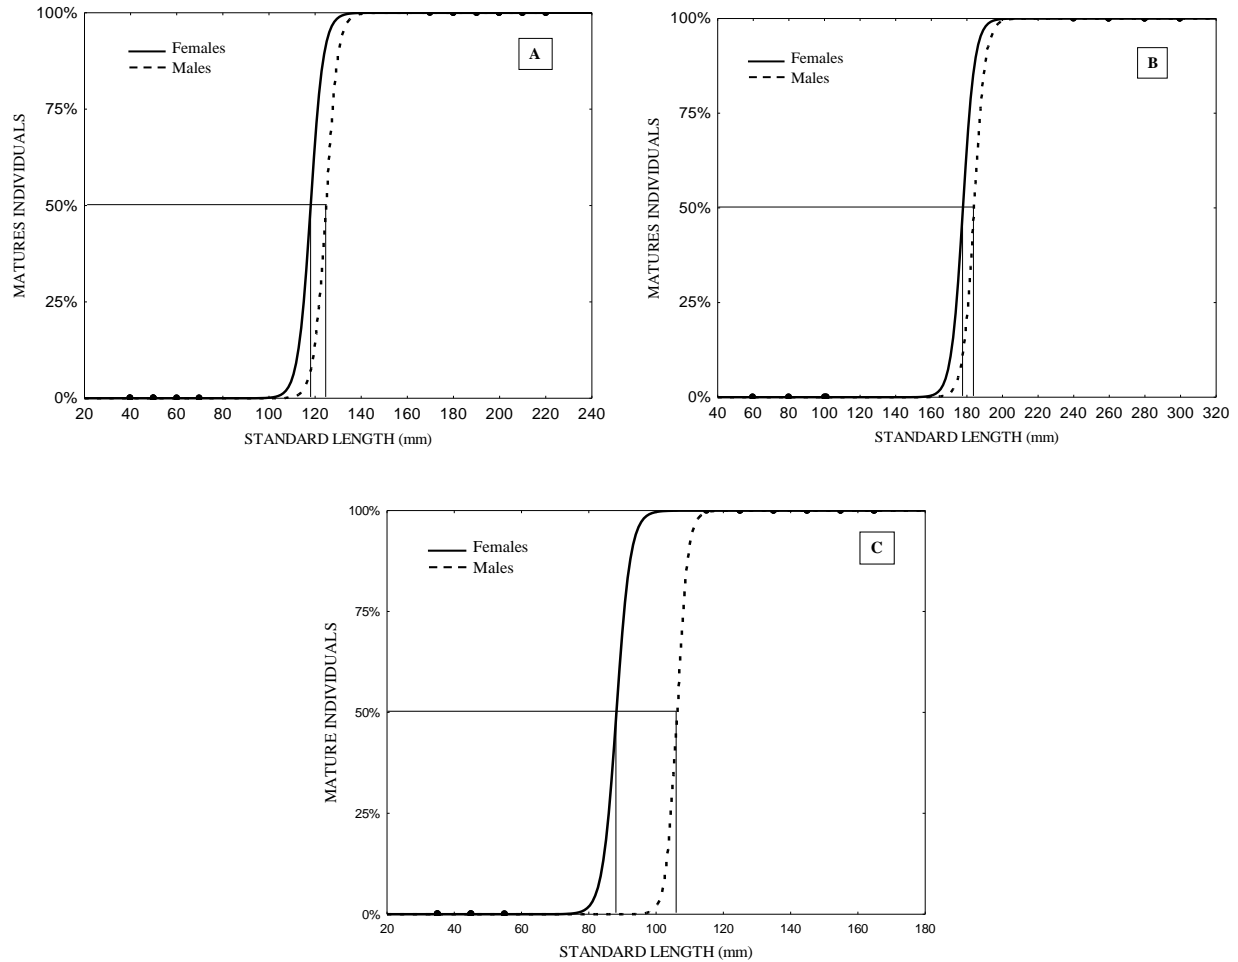 100%
75%
50%
25%
0%
MATURES INDIVIDUALS
Females
Males
A
20 40 60 80 100 120 140 160 180 200 220 240
STANDARD LENGTH (mm)
100%
75%
50%
25%
0%
MATURES INDIVIDUALS
Females
Males
B
40 60 80 100 120 140 160 180 200 240 260 280 300 320
STANDARD LENGTH (mm)
100%
75%
50%
25%
0%
MATURE INDIVIDUALS
Females
Males
C
20 40 60 80 100 120 140 160 180
STANDARD LENGTH (mm)